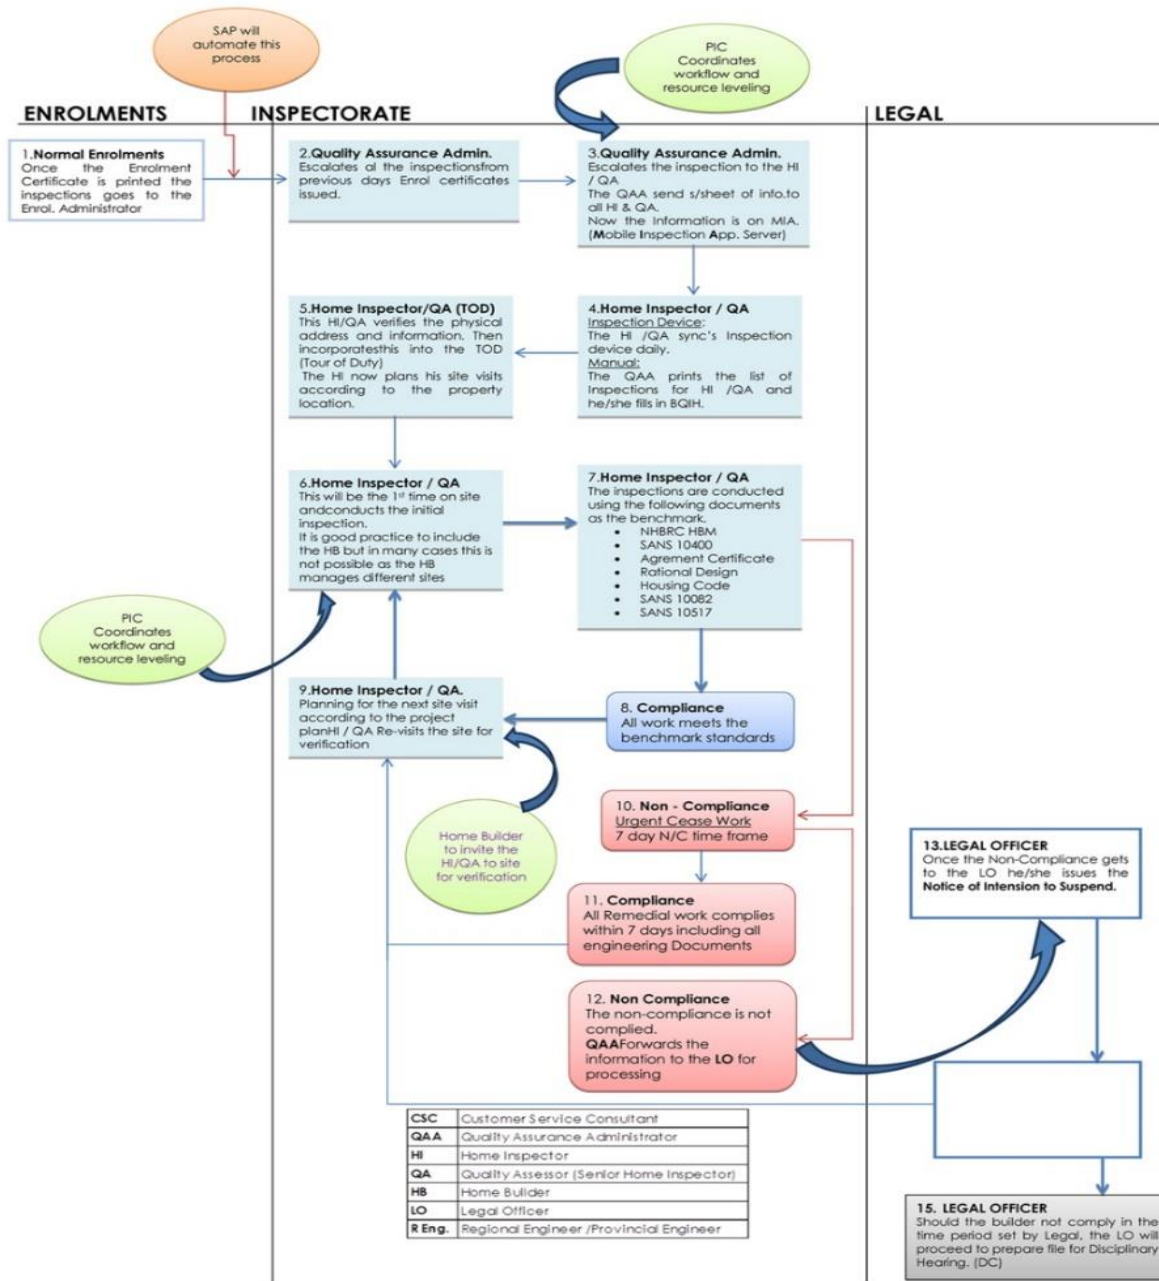 SAP will
automate this
process
PIC
Coordinates
workflow and
resource leveling
ENROLMENTS
INSPECTORATE
LEGAL
1.Normal Enrolments
Once the Enrolment
Certificate is printed the
inspections goes to the
Enrol. Administrator
2.Quality Assurance Admin.
Escalates al the inspectionsfrom
previous days Enrol certificates
issued.
3.Quality Assurance Admin.
Escalates the inspection to the HI
/ QA
The QAA send s/sheet of info.to
all HI & QA.
Now the Information is on MIA.
(Mobile Inspection App. Server)
5.Home Inspector/QA (TOD)
This HI/QA verifies the physical
address and information. Then
incorporatesthis into the TOD
(Tour of Duty)
The HI now plans his site visits
according to the property
location.
4.Home Inspector / QA
Inspection Device:
The HI /QA sync's Inspection
device daily.
Manual:
The QAA prints the list of
Inspections for HI /QA and
he/she fills in BQIH.
6.Home Inspector / QA
This will be the 1st time on site
andconducts the initial
inspection.
It is good practice to include
the HB but in many cases this is
not possible as the HB
manages different sites
7.Home Inspector / QA
The inspections are conducted
using the following documents
as the benchmark.
• NHBRC HBM
• SANS 10400
• Agrement Certificate
• Rational Design
• Housing Code
• SANS 10082
• SANS 10517
PIC
Coordinates
workflow and
resource leveling
9.Home Inspector / QA.
Planning for the next site visit
according to the project
planHI / QA Re-visits the site for
verification
8. Compliance
All work meets the
benchmark standards
Home Builder
to invite the
HI/QA to site
for verification
10. Non - Compliance
Urgent Cease Work
7 day N/C time frame
11. Compliance
All Remedial work complies
within 7 days including all
engineering Documents
12. Non Compliance
The non-compliance is not
complied.
QAAForwards the
information to the LO for
processing
13.LEGAL OFFICER
Once the Non-Compliance gets
to the LO he/she issues the
Notice of Intension to Suspend.
CSC Customer Service Consultant
QAA Quality Assurance Administrator
HI Home Inspector
QA Quality Assessor (Senior Home Inspector)
HB Home Builder
LO Legal Officer
R Eng. Regional Engineer /Provincial Engineer
15. LEGAL OFFICER
Should the builder not comply in the
time period set by Legal, the LO will
proceed to prepare file for Disciplinary
Hearing. (DC)